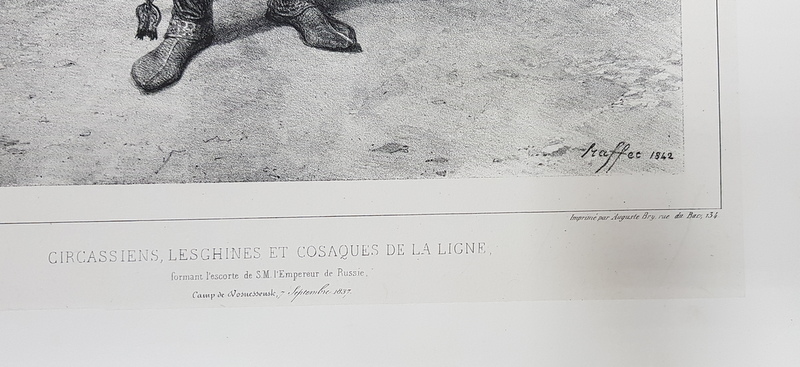 Raffet 1842
Imprimé par Auguste Bry, rue du Bac, 134
CIRCASSIENS, LESGHINES ET COSAQUES DE LA LIGNE,
formant l'escorte de S.M. l'Empereur de Russie,
Camp de Vosnessensk, 7 Septembre 1837.